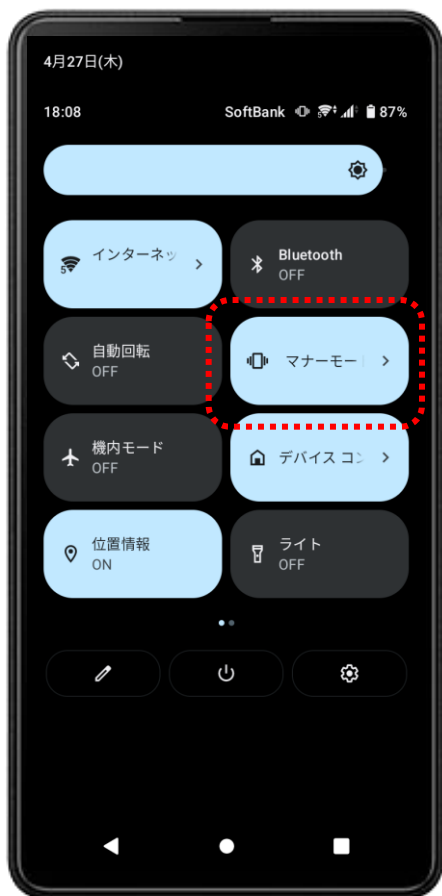 4月27日(木)
18:08 SoftBank 87%
インターネッ
Bluetooth
OFF
自動回転
OFF
マナーモー
機内モード
OFF
デバイス コン
位置情報
ON
ライト
OFF